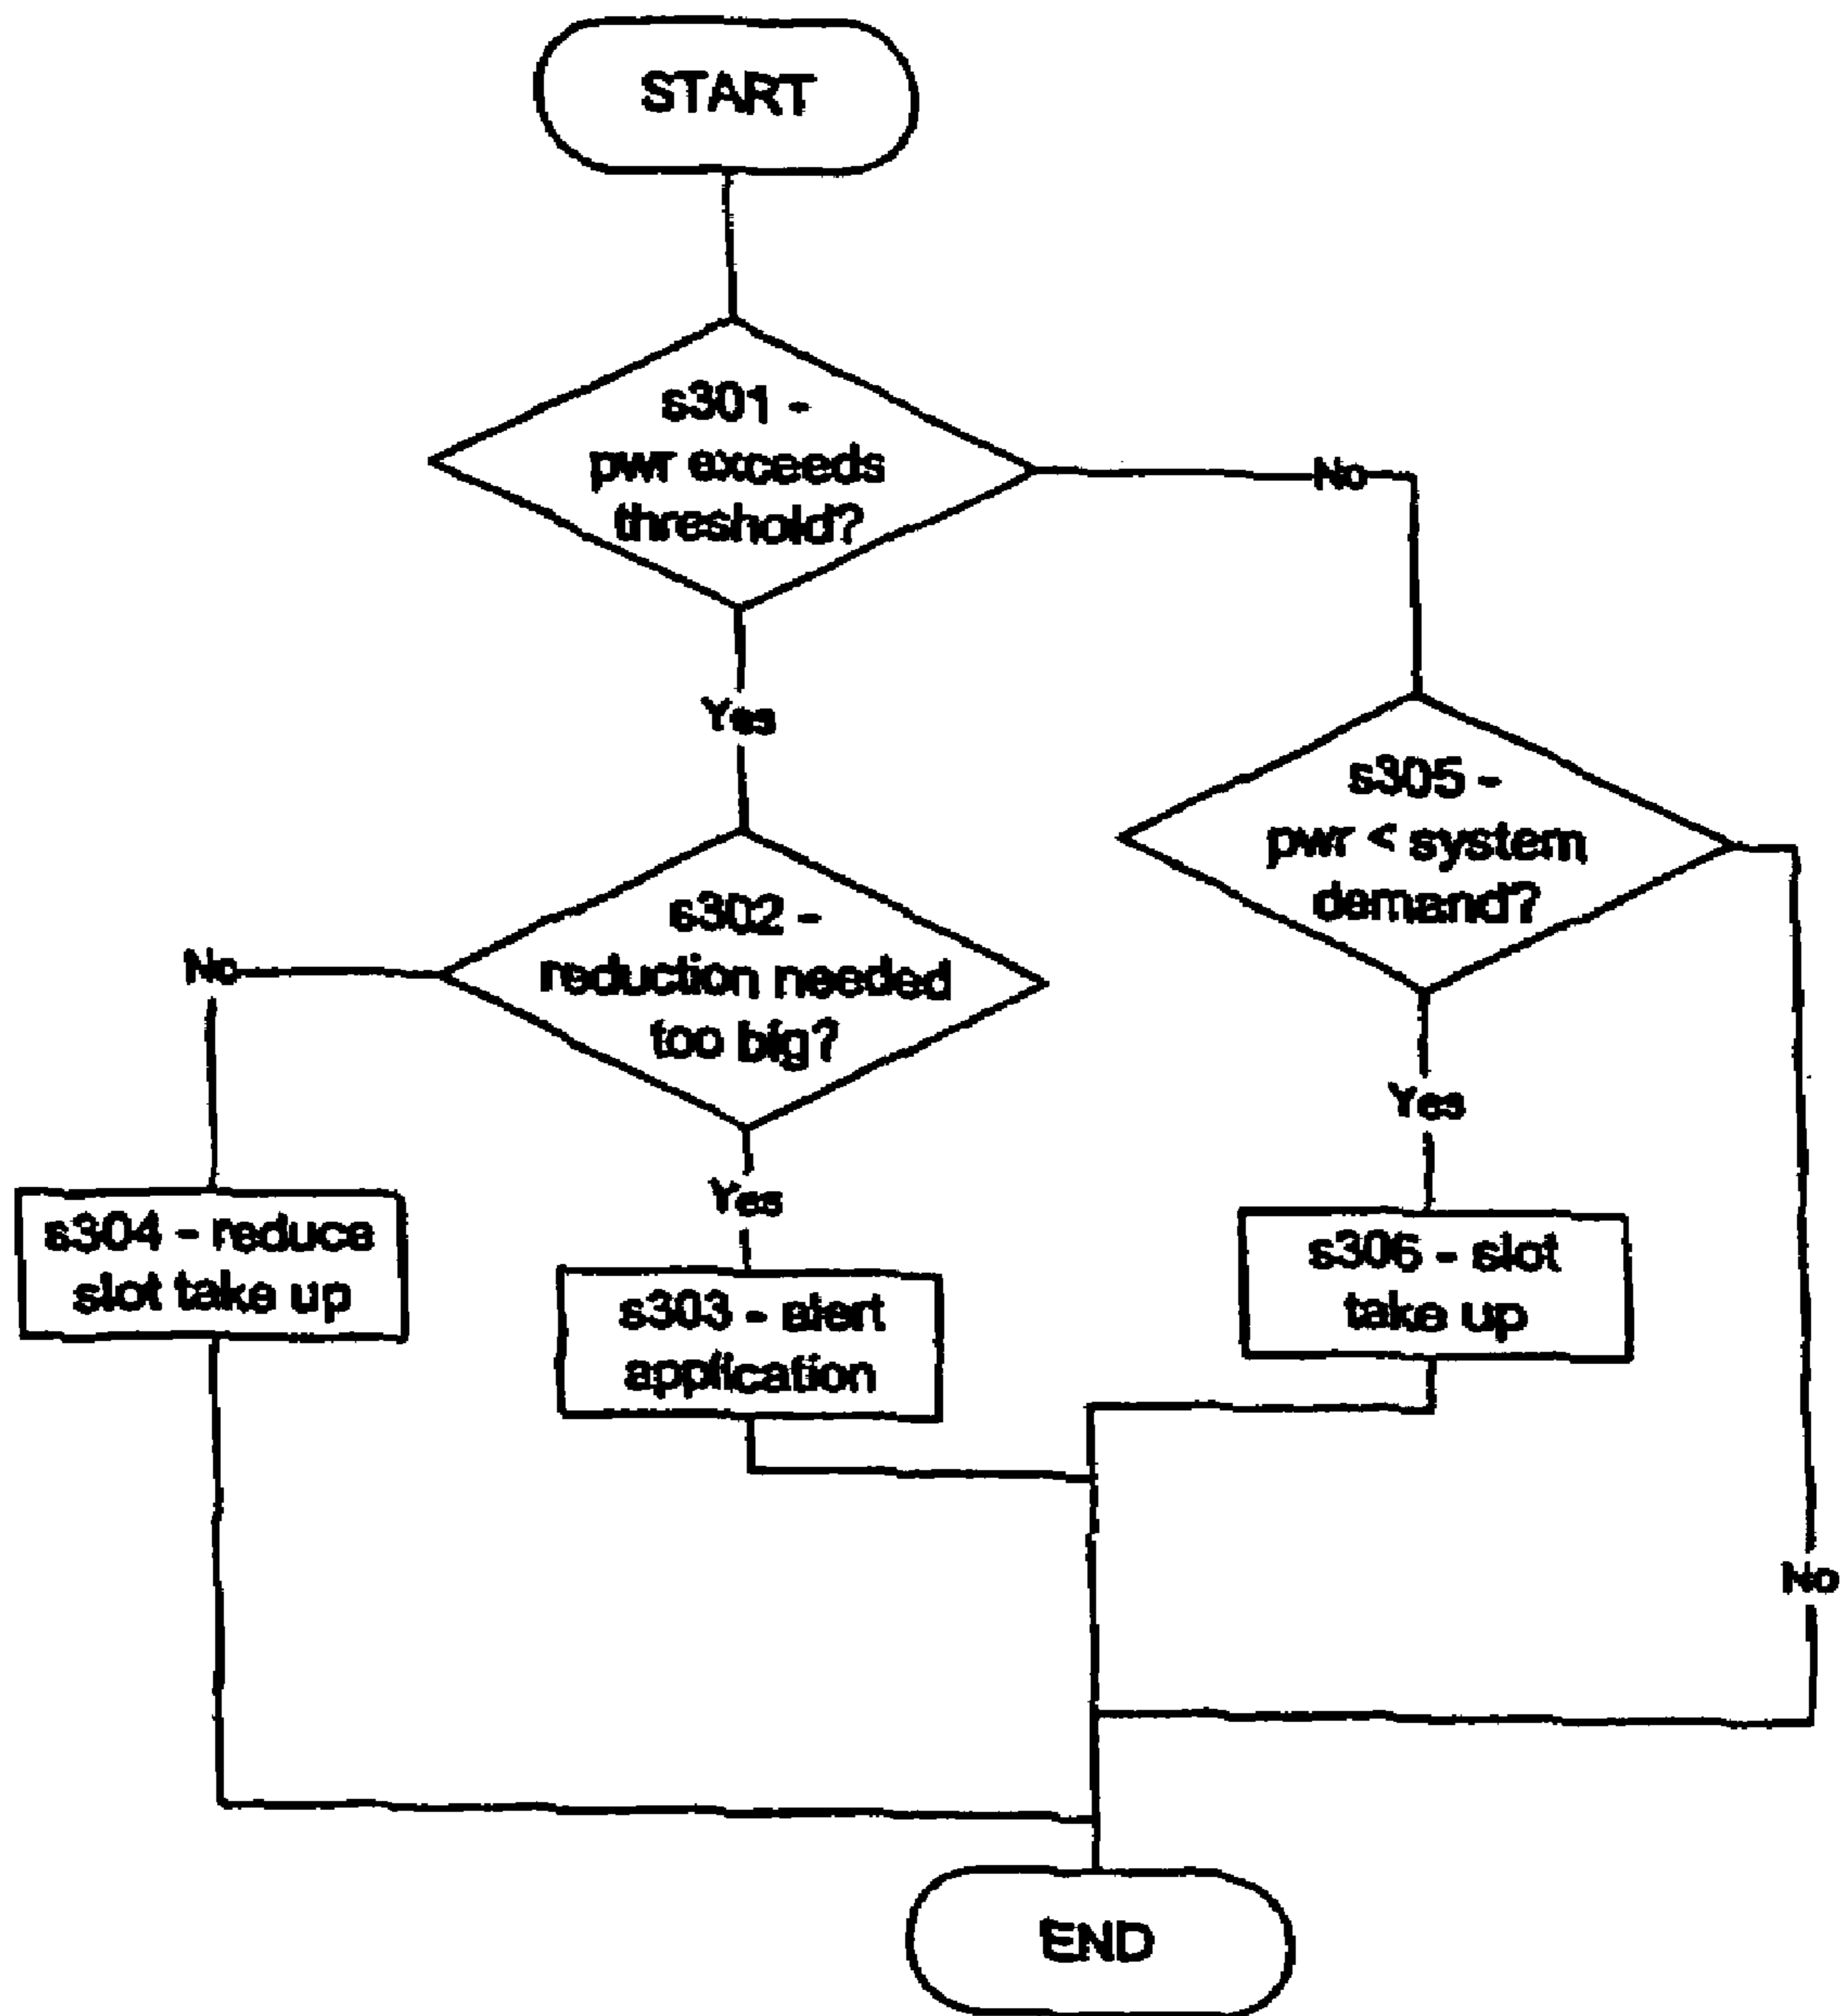 START
s301 -
pwr exceeds
threshold?
No
Yes
s305 -
pwr < system
demand?
s302 -
reduction needed
too big?
No
Yes
Yes
s304 - reduce
slot take up
s303 - alert
application
s306 - slot
take up
No
END